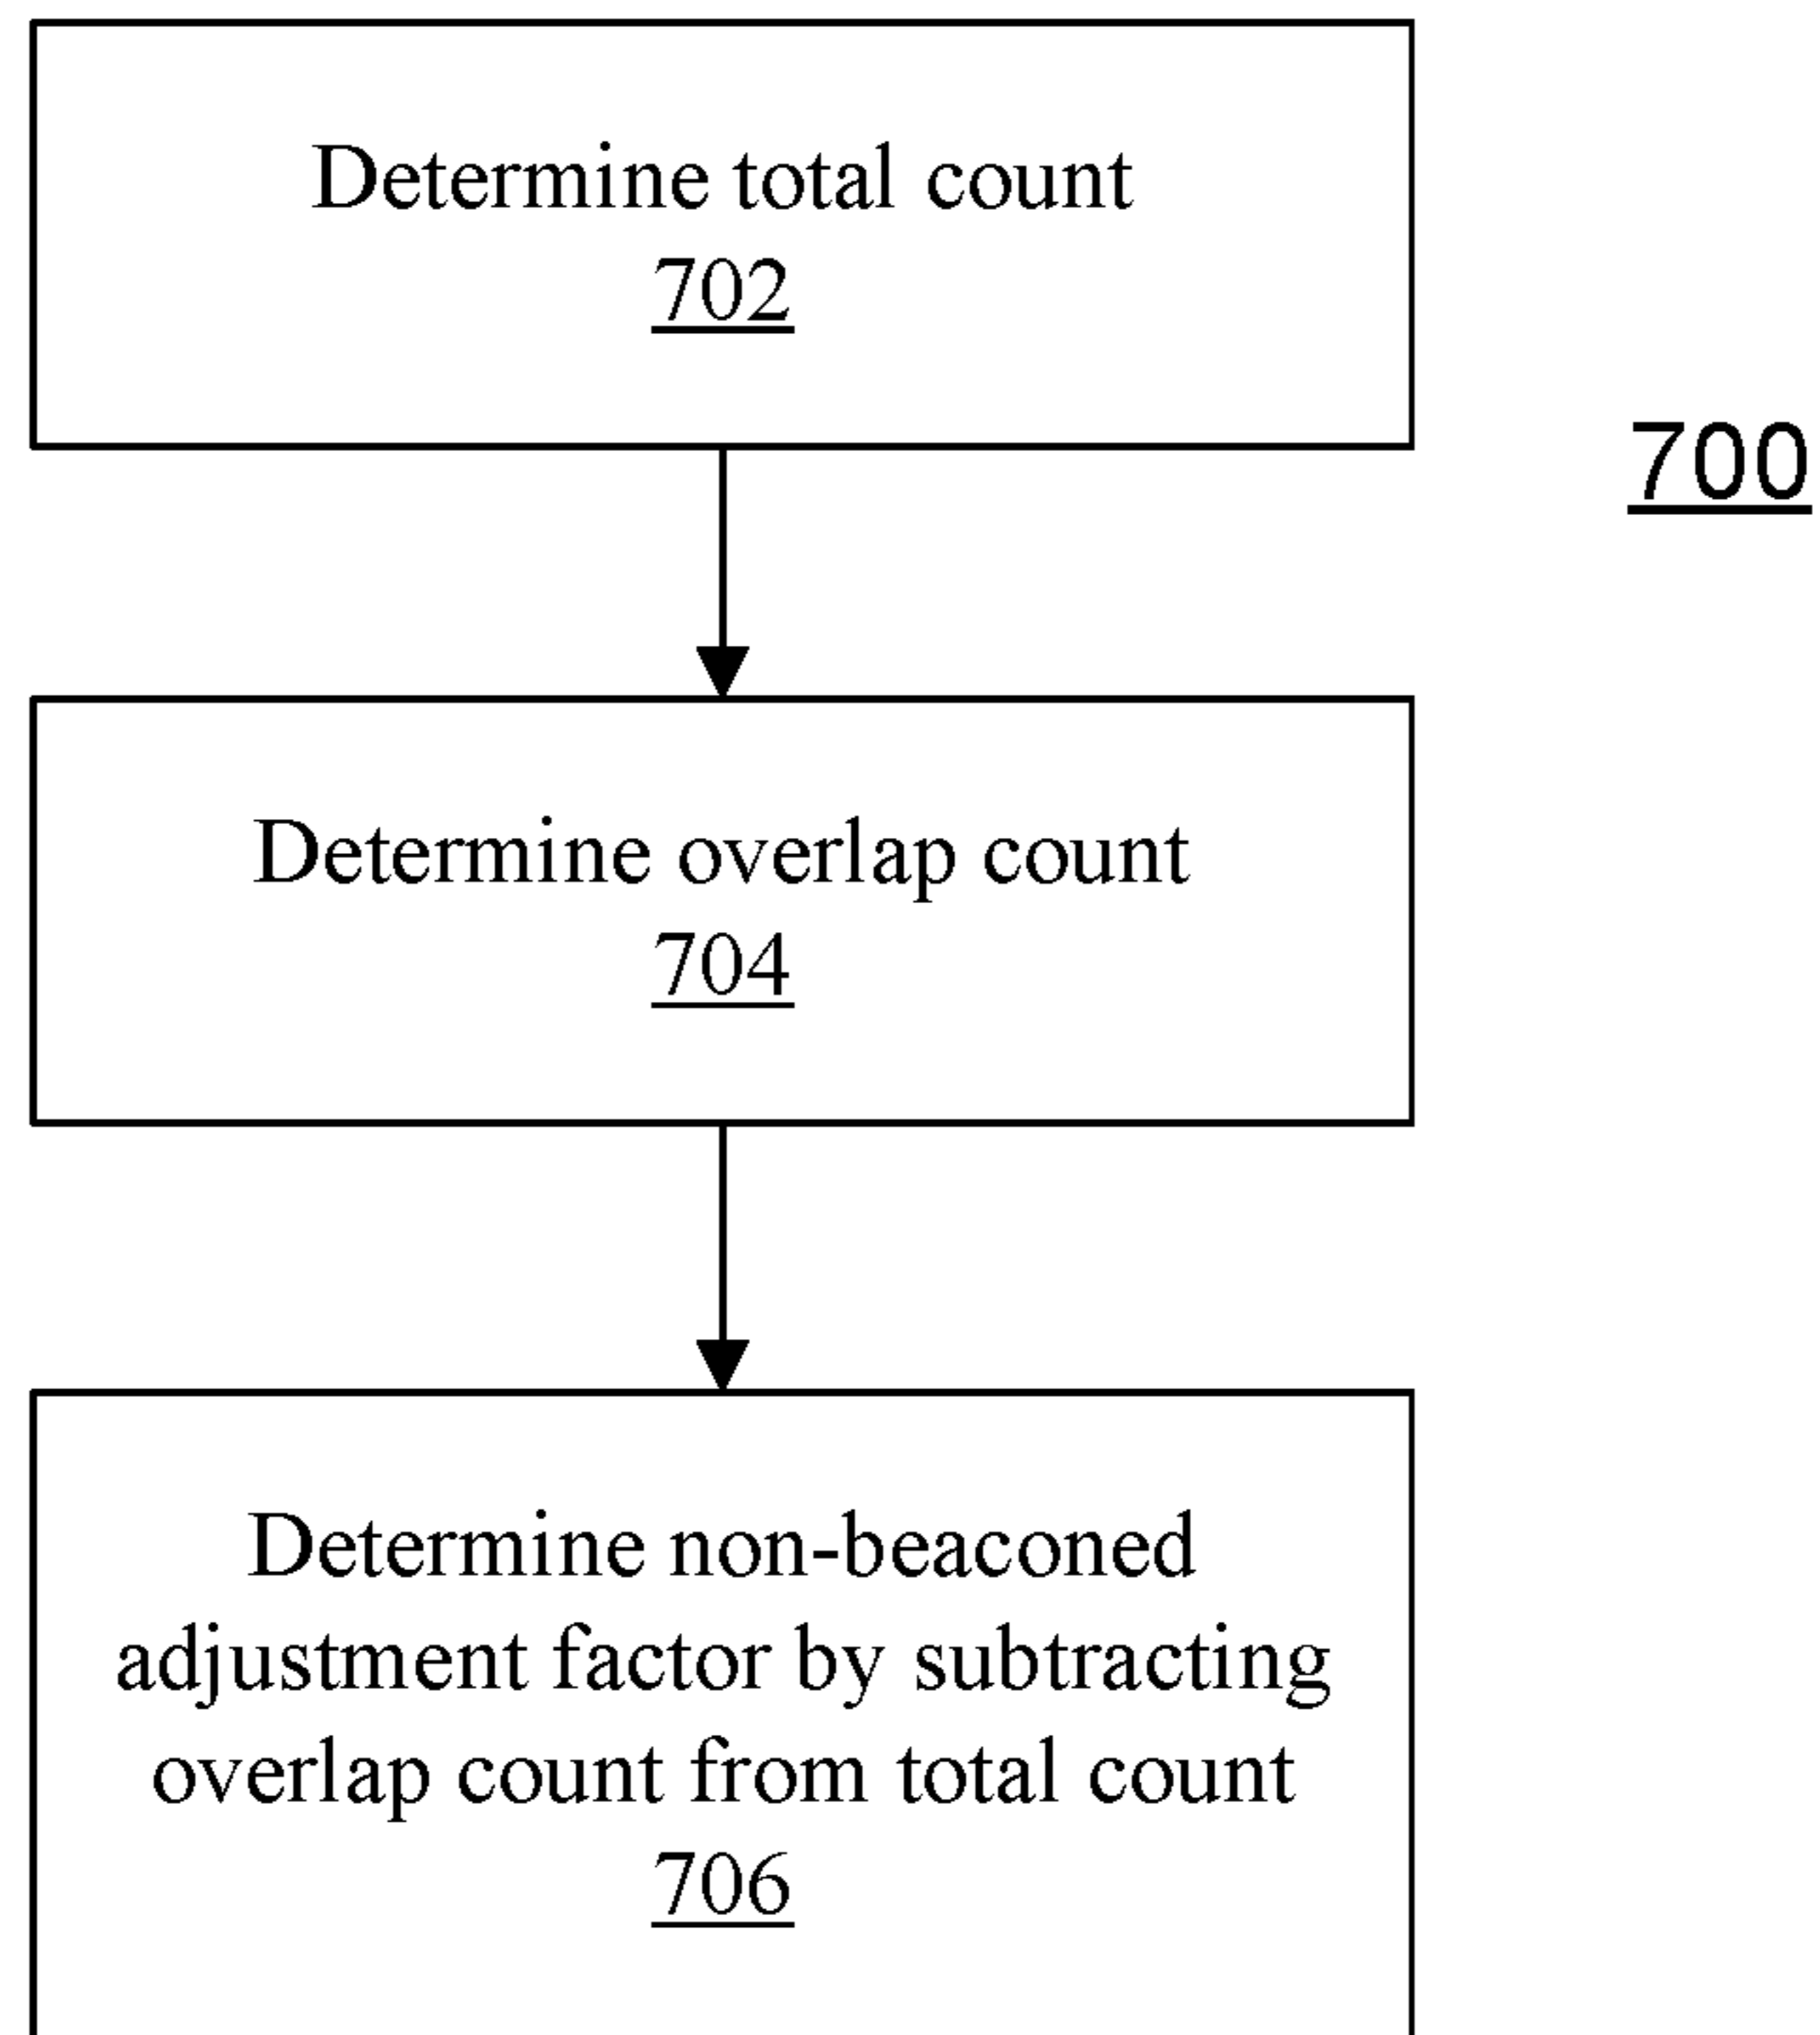 Determine total count
702
700
Determine overlap count
704
Determine non-beaconed
adjustment factor by subtracting
overlap count from total count
706